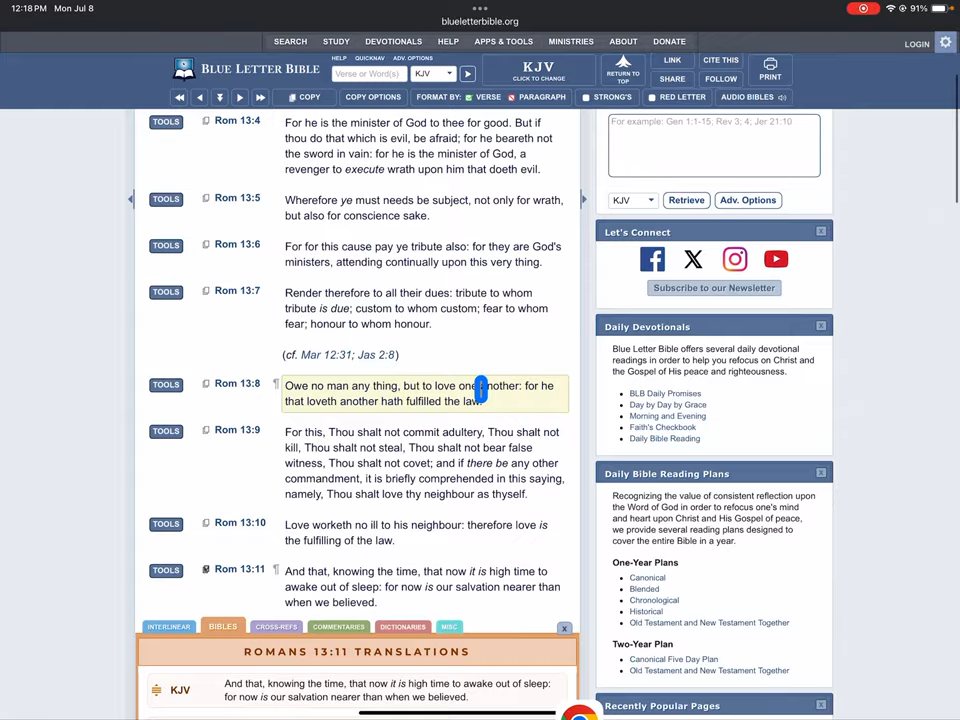 12:18 PM Mon Jul 8
91%
blueletterbible.org
SEARCH STUDY DEVOTIONALS HELP APPS & TOOLS MINISTRIES ABOUT DONATE
LOGIN
BLUE LETTER BIBLE
HELP QUICKNAV ADV. OPTIONS
Verse or Word(s)
KJV
KJV
CLICK TO CHANGE
RETURN TO
TOP
LINK
CITE THIS
SHARE
FOLLOW
PRINT
COPY
COPY OPTIONS
FORMAT BY: VERSE PARAGRAPH
STRONG'S
RED LETTER
AUDIO BIBLES
TOOLS Rom 13:4
For he is the minister of God to thee for good. But if
thou do that which is evil, be afraid; for he beareth not
the sword in vain: for he is the minister of God, a
revenger to execute wrath upon him that doeth evil.
TOOLS Rom 13:5
Wherefore ye must needs be subject, not only for wrath,
but also for conscience sake.
TOOLS Rom 13:6
For for this cause pay ye tribute also: for they are God's
ministers, attending continually upon this very thing.
TOOLS Rom 13:7
Render therefore to all their dues: tribute to whom
tribute is due; custom to whom custom; fear to whom
fear; honour to whom honour.
(cf. Mar 12:31; Jas 2:8)
TOOLS Rom 13:8 ¶
Owe no man any thing, but to love one nother: for he
that loveth another hath fulfilled the law.
TOOLS Rom 13:9
For this, Thou shalt not commit adultery, Thou shalt not
kill, Thou shalt not steal, Thou shalt not bear false
witness, Thou shalt not covet; and if there be any other
commandment, it is briefly comprehended in this saying,
namely, Thou shalt love thy neighbour as thyself.
TOOLS Rom 13:10
Love worketh no ill to his neighbour: therefore love is
the fulfilling of the law.
TOOLS Rom 13:11 ¶
And that, knowing the time, that now it is high time to
awake out of sleep: for now is our salvation nearer than
when we believed.
INTERLINEAR BIBLES CROSS-REFS COMMENTARIES DICTIONARIES MISC
X
ROMANS 13:11 TRANSLATIONS
KJV
And that, knowing the time, that now it is high time to awake out of sleep:
for now is our salvation nearer than when we believed.
For example: Gen 1:1-15; Rev 3; 4; Jer 21:10
KJV Retrieve Adv. Options
Let's Connect X
Subscribe to our Newsletter
Daily Devotionals X
Blue Letter Bible offers several daily devotional
readings in order to help you refocus on Christ and
the Gospel of His peace and righteousness.
BLB Daily Promises
Day by Day by Grace
Morning and Evening
Faith's Checkbook
Daily Bible Reading
Daily Bible Reading Plans X
Recognizing the value of consistent reflection upon
the Word of God in order to refocus one's mind
and heart upon Christ and His Gospel of peace,
we provide several reading plans designed to
cover the entire Bible in a year.
One-Year Plans
Canonical
Blended
Chronological
Historical
Old Testament and New Testament Together
Two-Year Plan
Canonical Five Day Plan
Old Testament and New Testament Together
Recently Popular Pages X